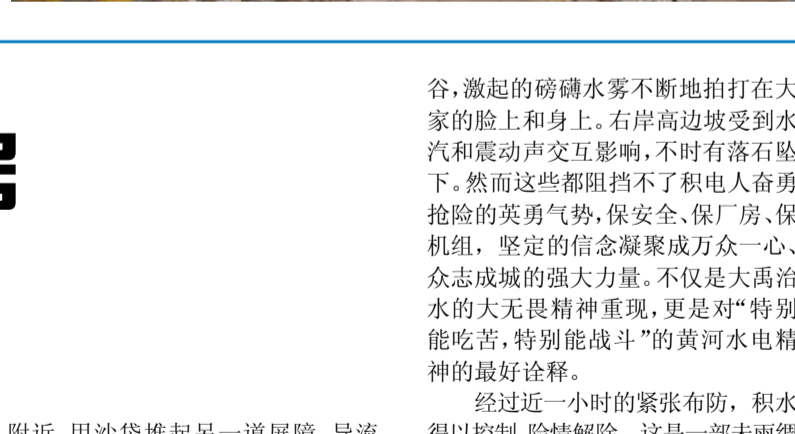 谷，激起的磅礴水雾不断地拍打在大
家的脸上和身上。右岸高边坡受到水
汽和震动声交互影响，不时有落石坠
下。然而这些都阻挡不了积电人奋勇
抢险的英勇气势，保安全、保厂房、保
机组，坚定的信念凝聚成万众一心、
众志成城的强大力量。不仅是大禹治
水的大无畏精神重现，更是对“特别
能吃苦，特别能战斗”的黄河水电精
神的最好诠释。
经过近一小时的紧张布防，积水